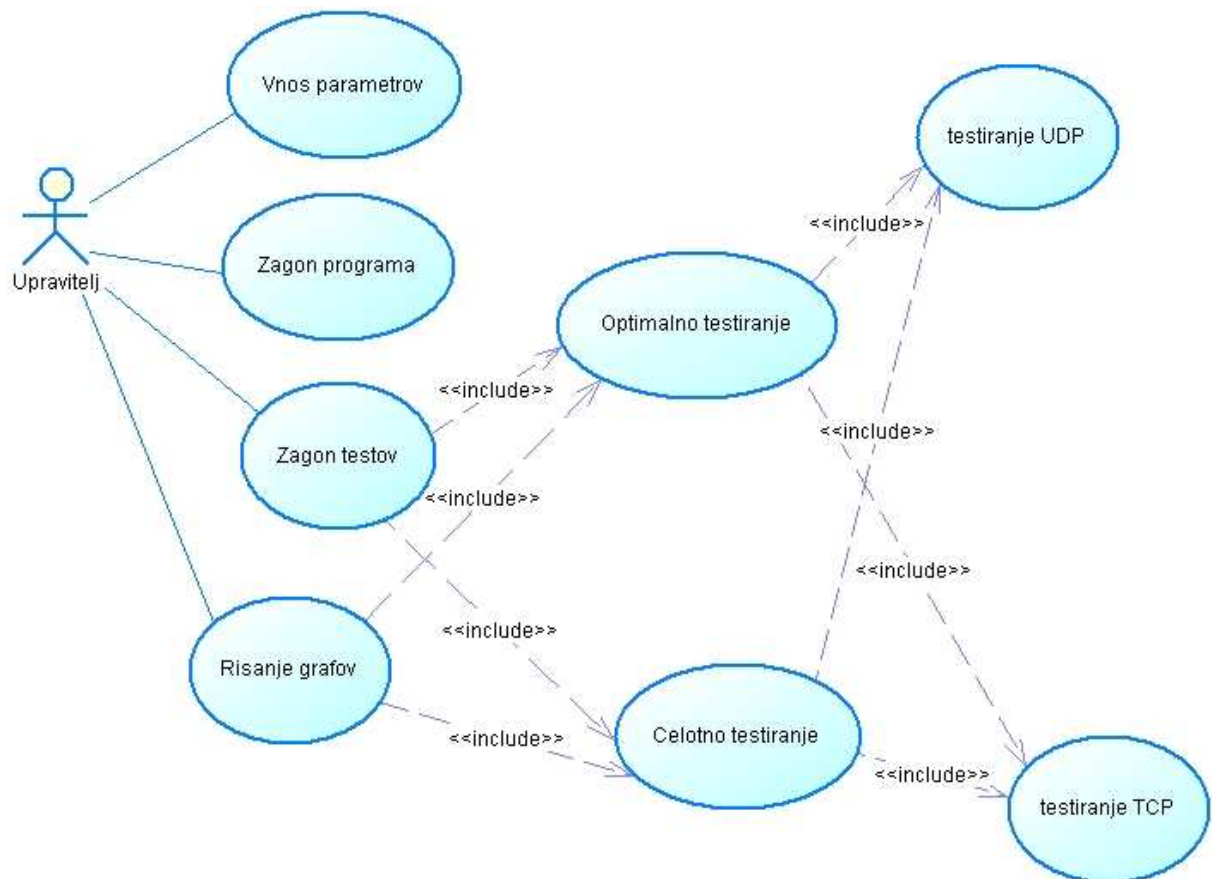 Vnos parametrov
testiranje UDP
<<include>>
Zagon programa
Upravitelj
Optimalno testiranje
<<include>>
<<include>>
Zagon testov
<<include>>
<<include>>
<<include>>
Risanje grafov
<<include>>
Celotno testiranje
<<include>>
<<include>>
testiranje TCP